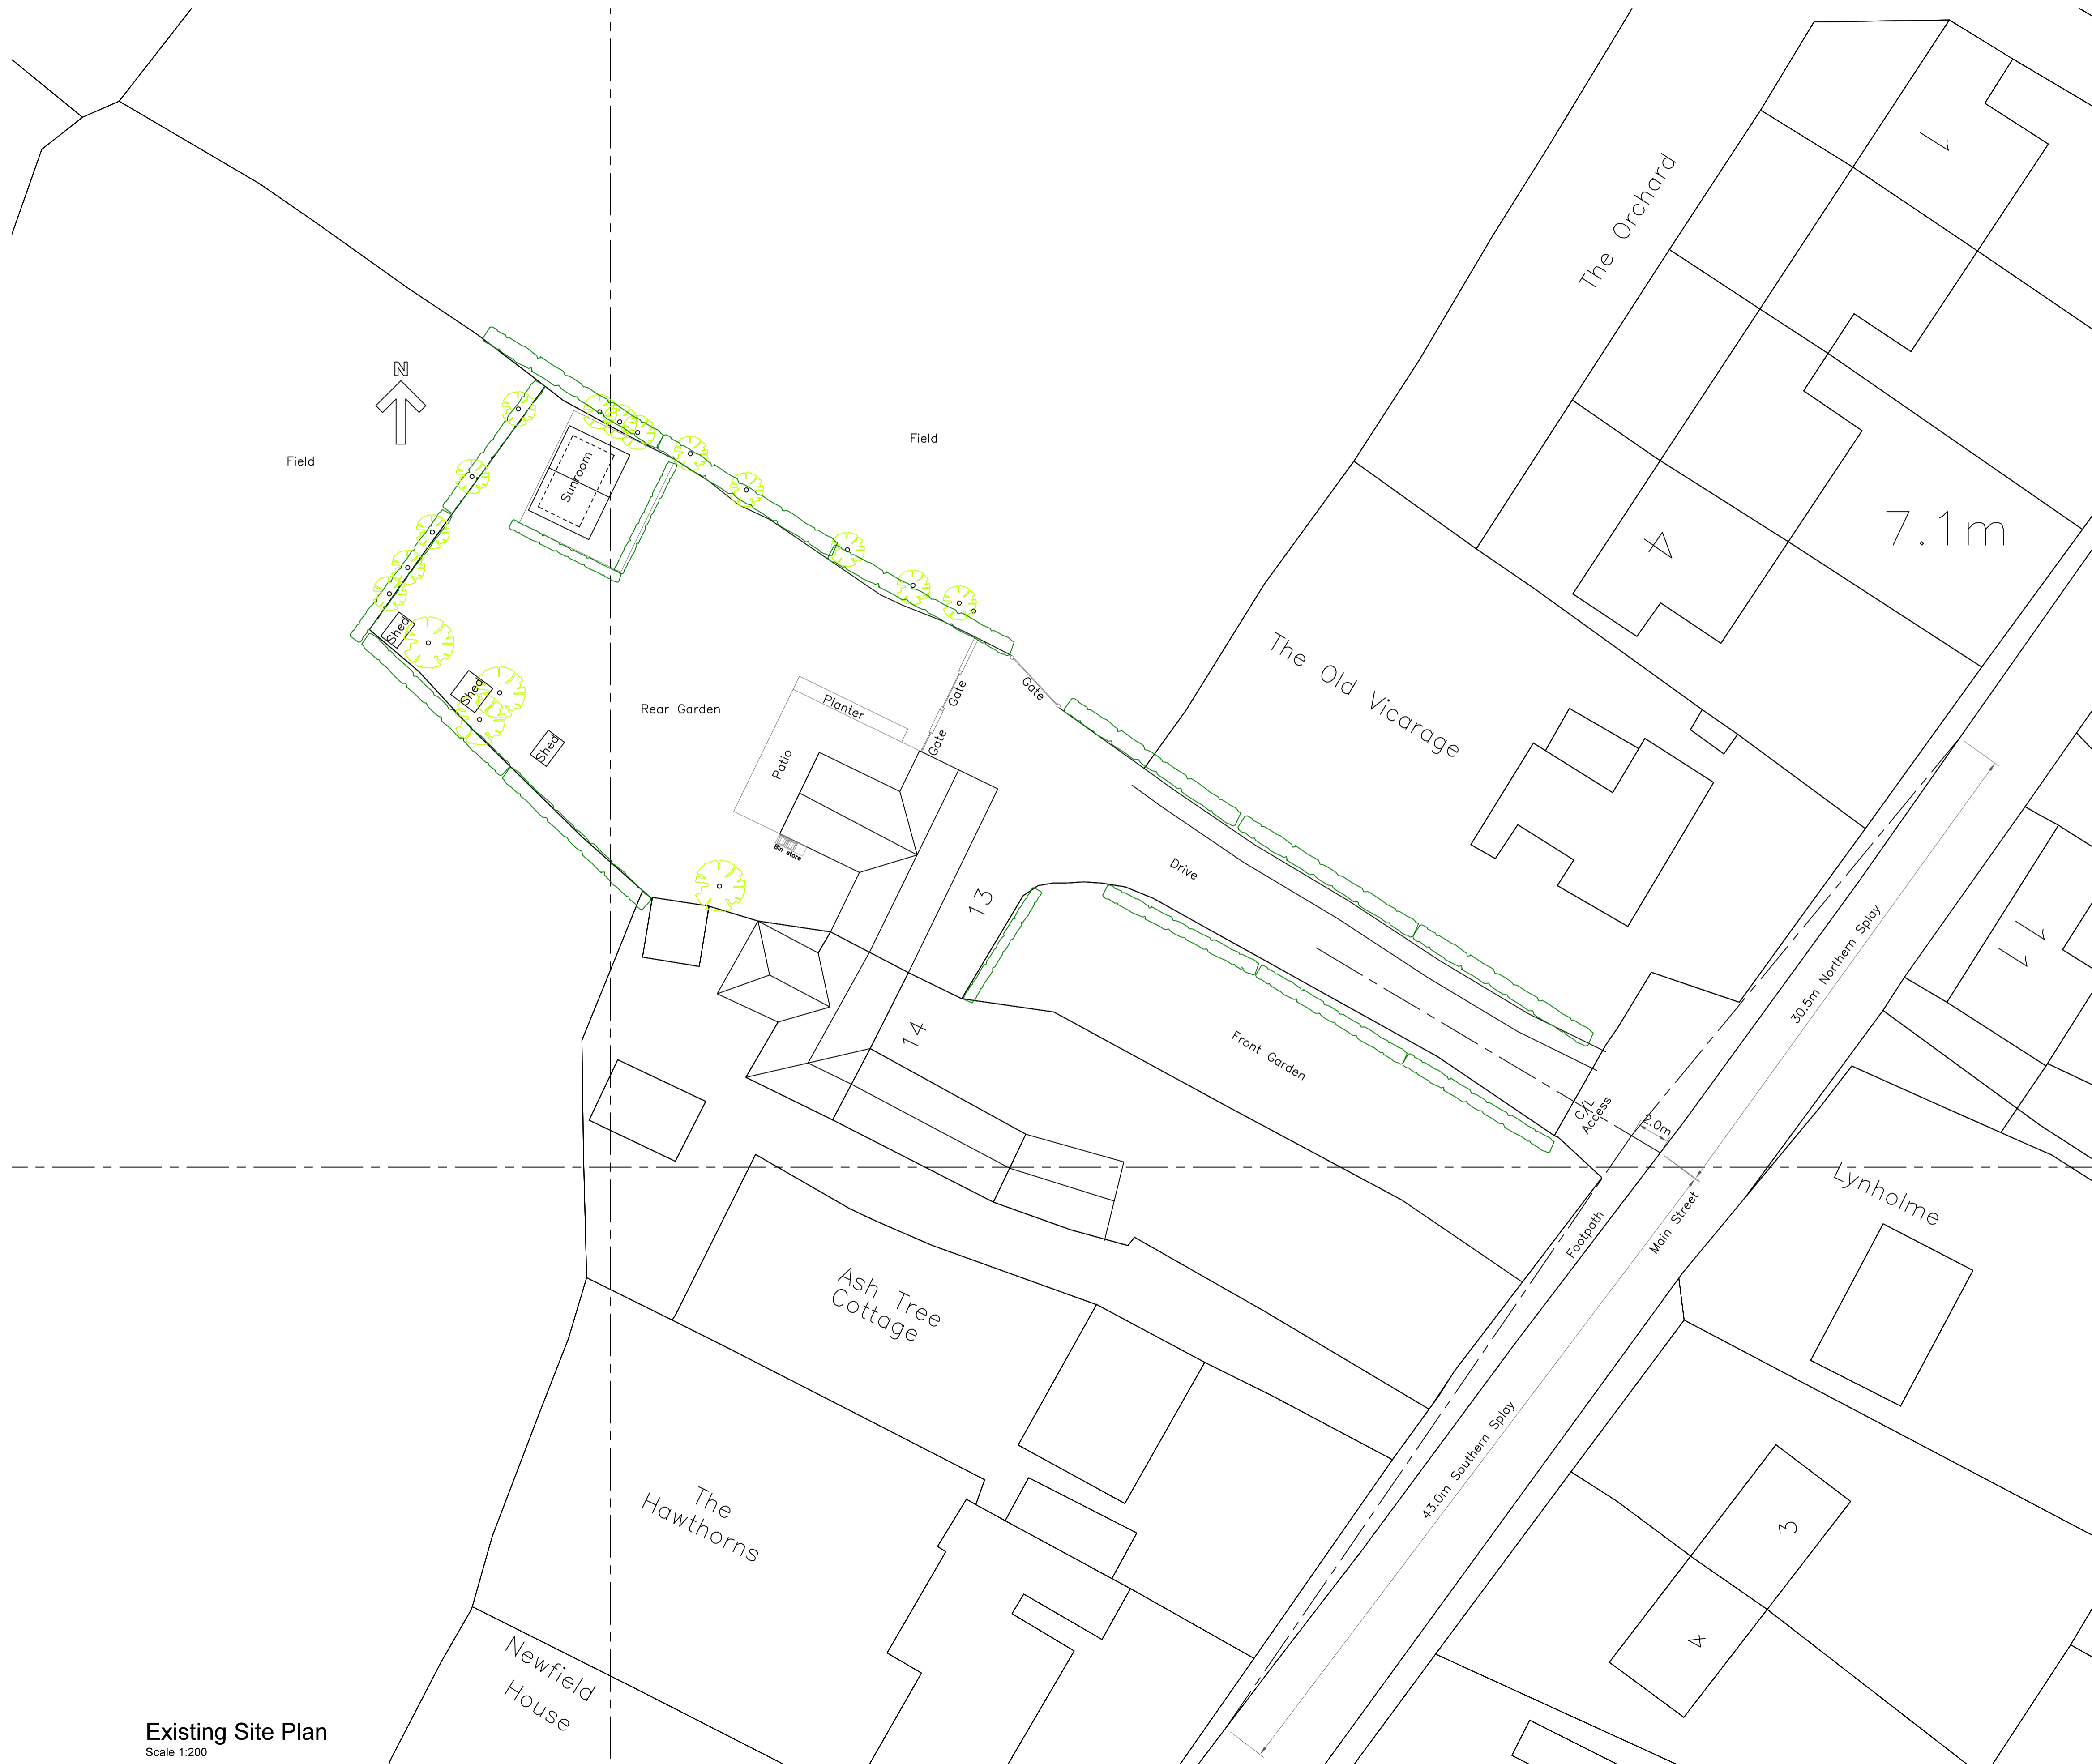 1
The Orchard
N
Field
Field
Sunroom
7.1m
4
Shed
Shed
Shed
The Old Vicarage
Gate
Gate
Gate
Rear Garden
Planter
Patio
Bin store
Drive
13
11
30.5m Northern Splay
14
Front Garden
C/L
Access
2.0m
Lynholme
Main Street
Footpath
Ash Tree
Cottage
43.0m Southern Splay
The
Hawthorns
3
4
Newfield
House
Existing Site Plan
Scale 1:200